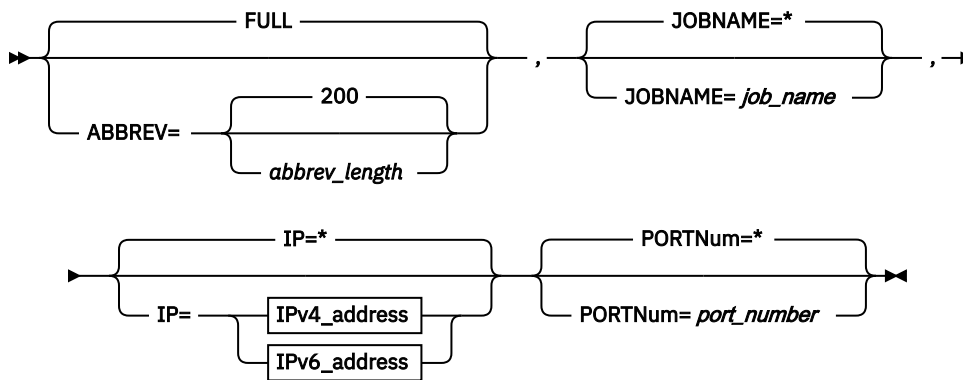 FULL JOBNAME=*
, ,
200 JOBNAME= job_name
ABBREV=
abbrev_length
IP=* PORTNum=*
IP= IPv4_address PORTNum= port_number
IPv6_address